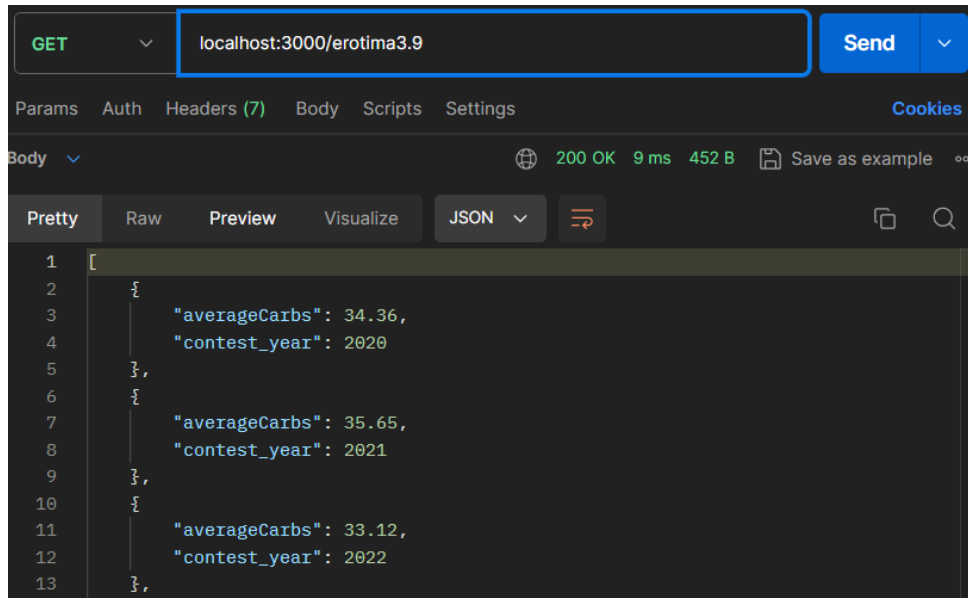 GET localhost:3000/erotima3.9 Send
Params Auth Headers (7) Body Scripts Settings Cookies
Body 200 OK 9 ms 452 B Save as example
Pretty Raw Preview Visualize JSON
1 [
2 {
3 "averageCarbs": 34.36,
4 "contest_year": 2020
5 },
6 {
7 "averageCarbs": 35.65,
8 "contest_year": 2021
9 },
10 {
11 "averageCarbs": 33.12,
12 "contest_year": 2022
13 },